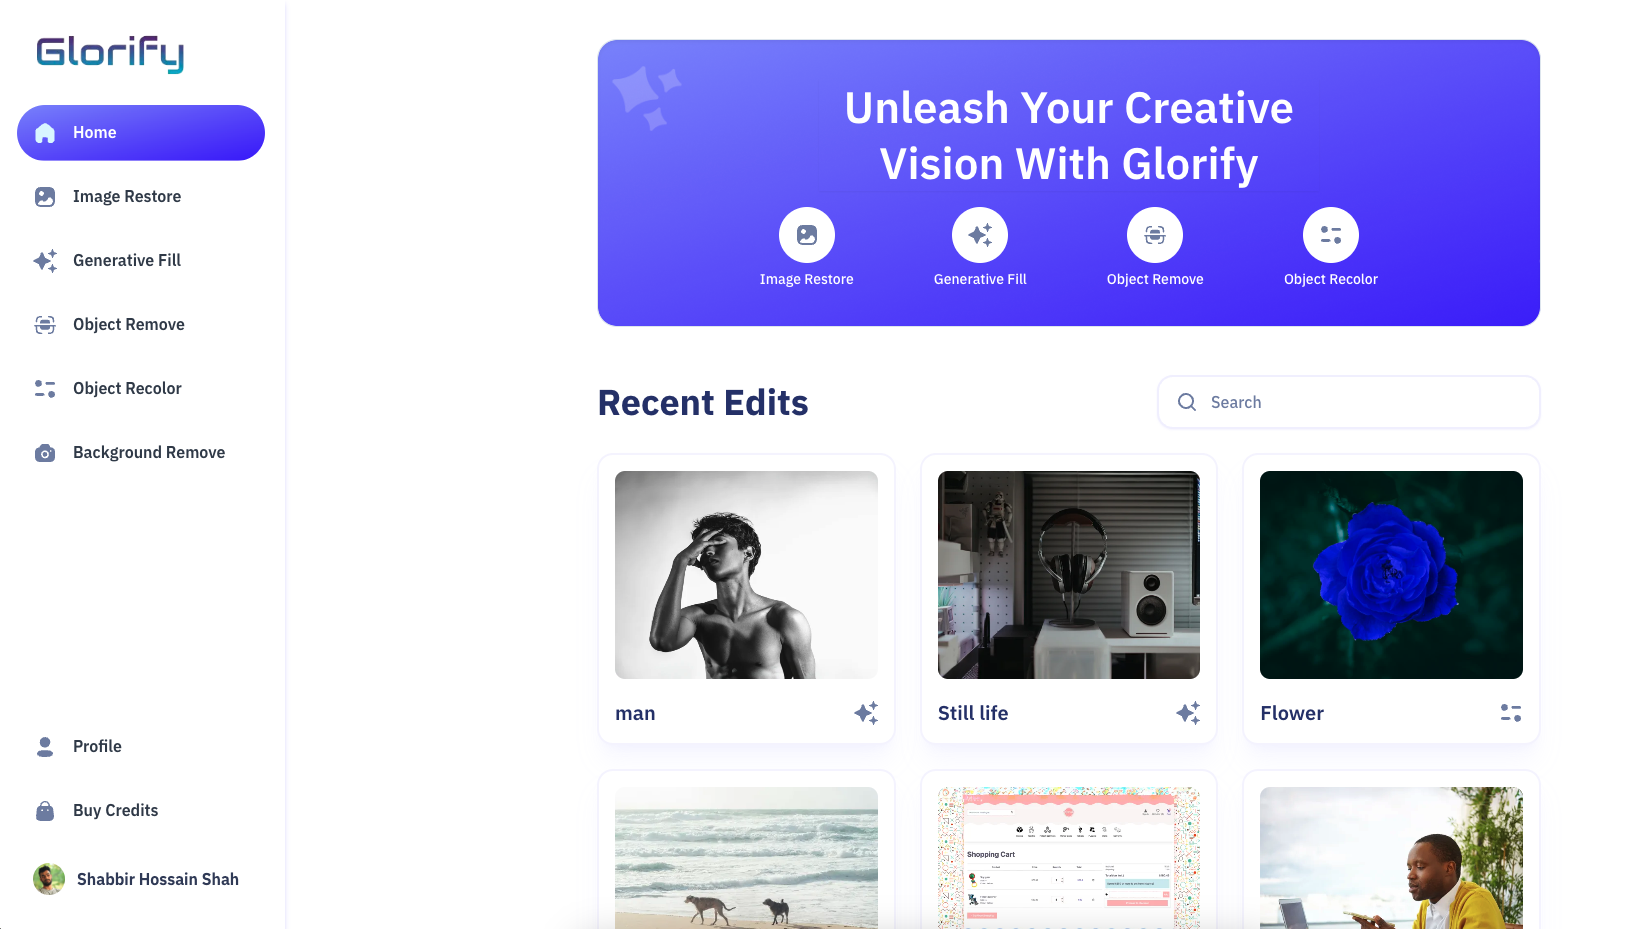 Glorify
Home
Image Restore
Generative Fill
Object Remove
Object Recolor
Background Remove
Profile
Buy Credits
Shabbir Hossain Shah
Unleash Your Creative
Vision With Glorify
Image Restore
Generative Fill
Object Remove
Object Recolor
Recent Edits
Search
man
Still life
Flower
Shopping Cart